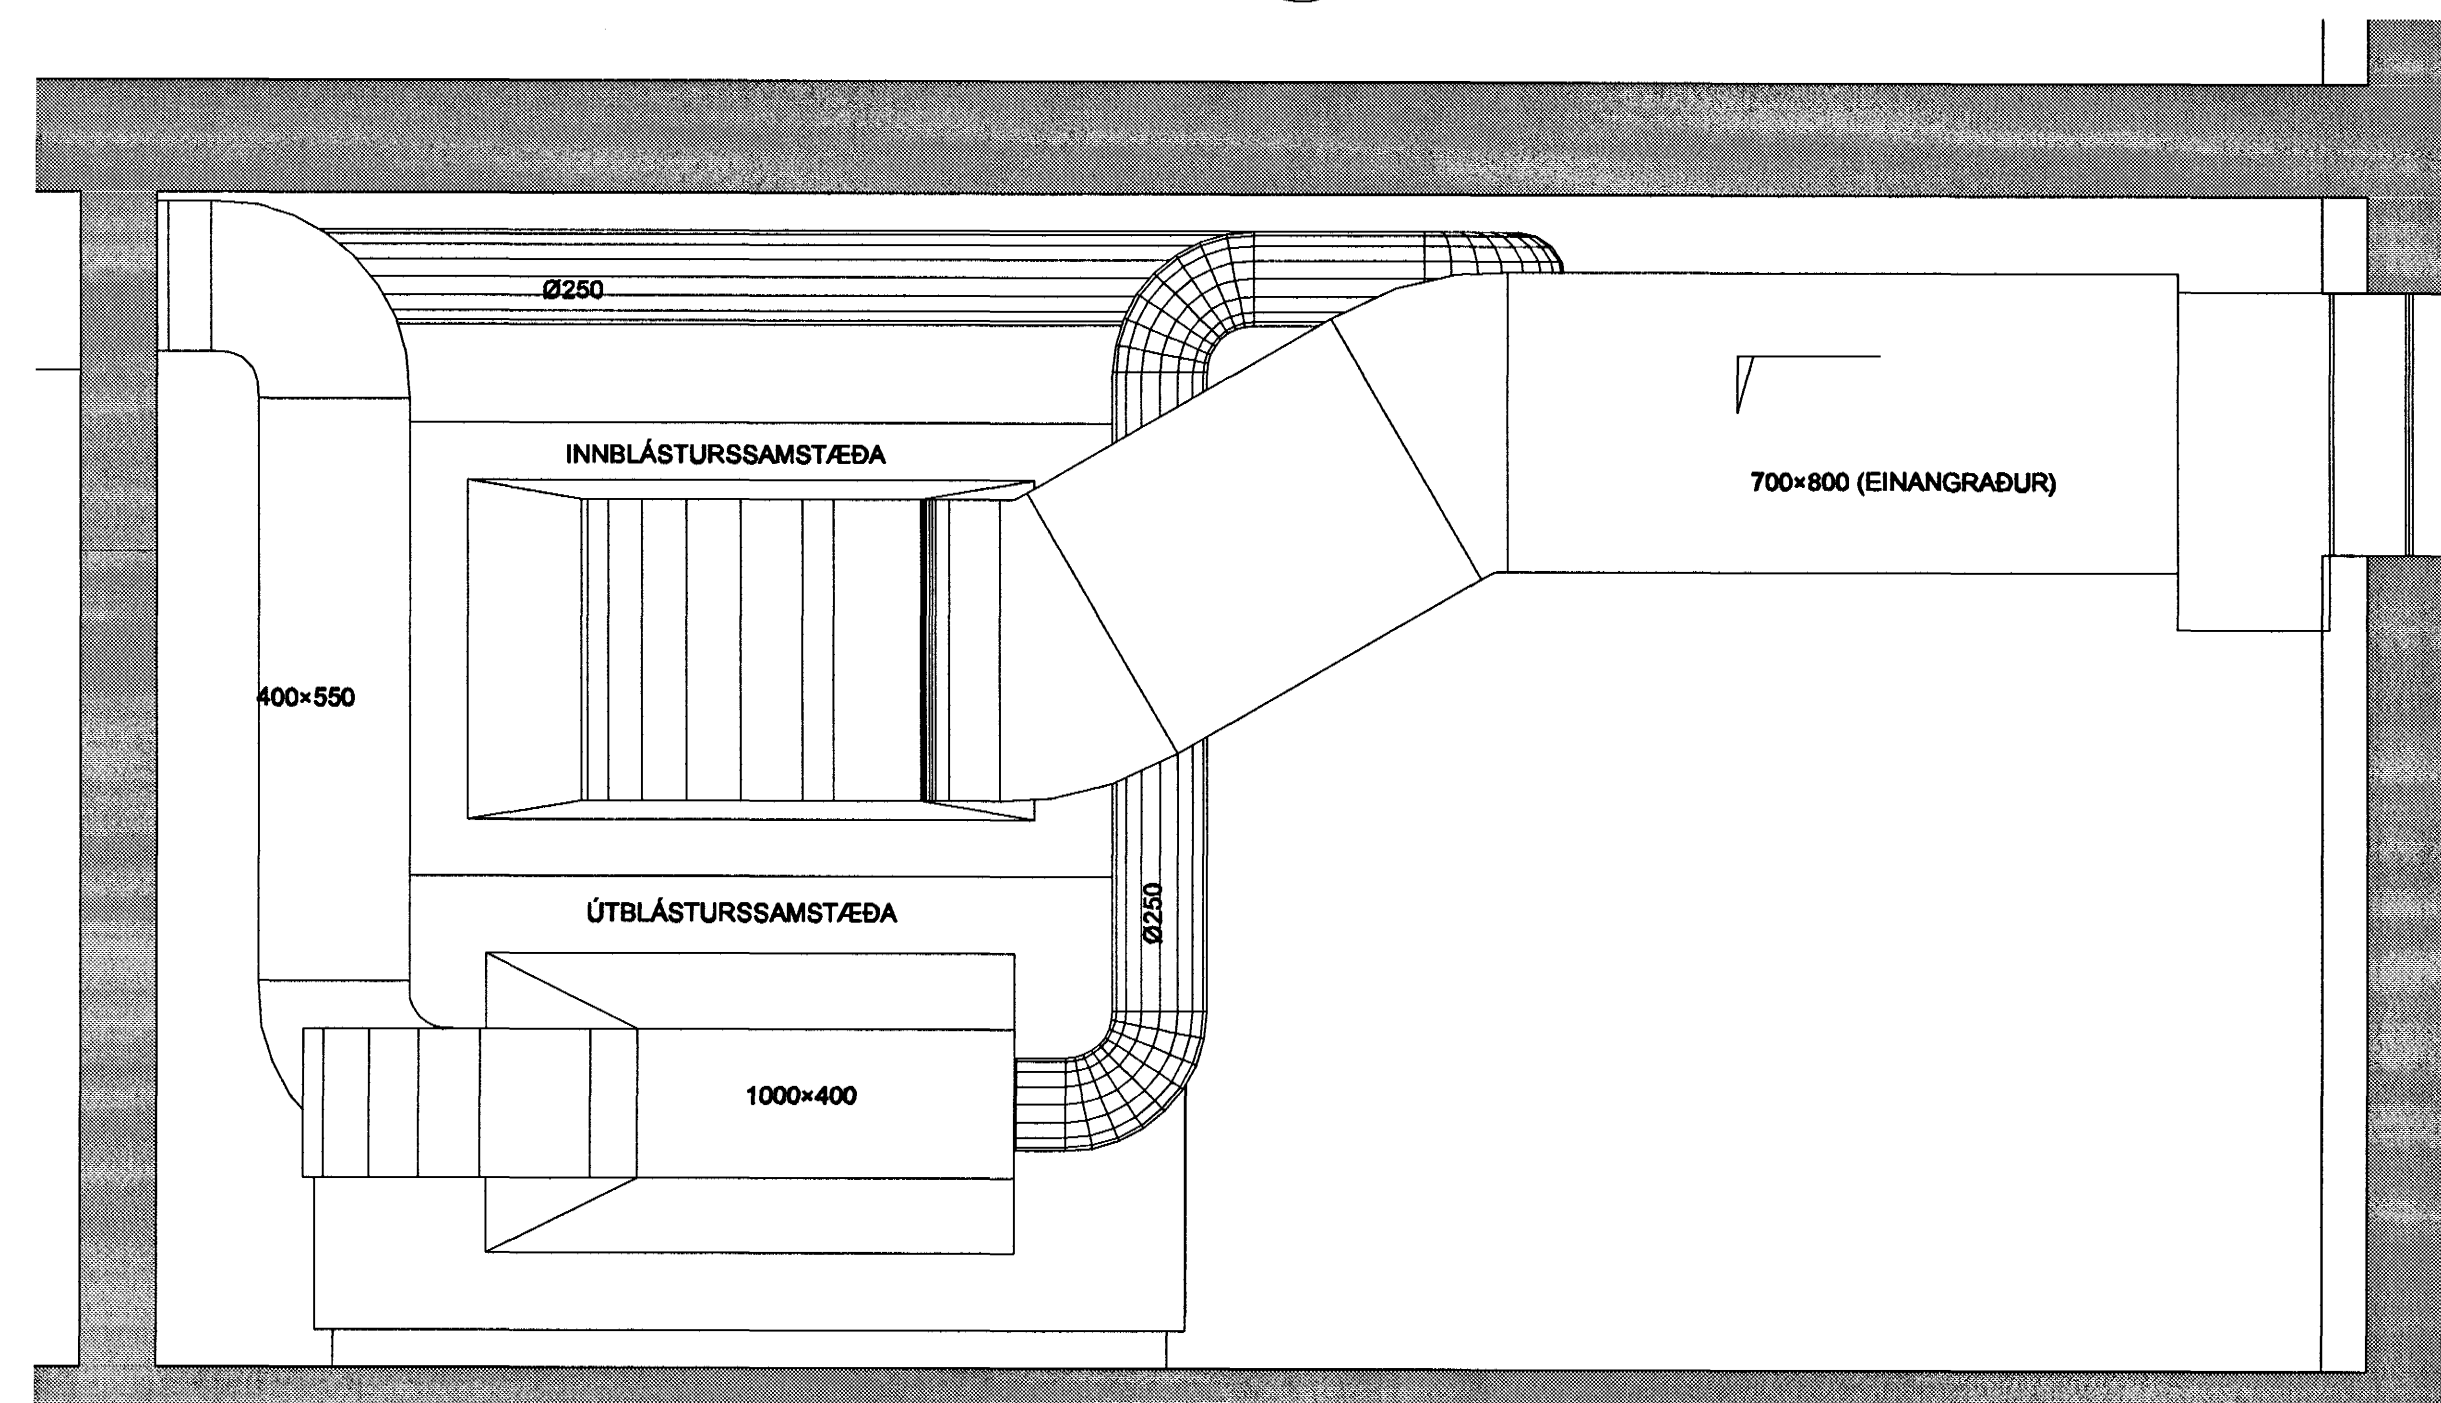 Ø250
INNBLÁSTURSSAMSTÆÐA
700×800 (EINANGRAÐUR)
400×550
ÚTBLÁSTURSSAMSTÆÐA
Ø250
1000×400